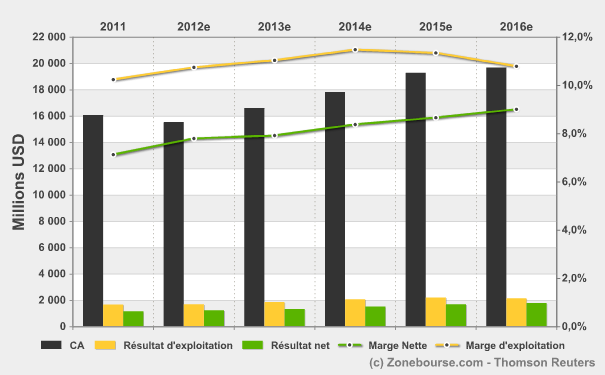 2011 2012e 2013e 2014e 2015e 2016e
22 000 12,0%
20 000
18 000 10,0%
16 000
14 000 8,0%
12 000
10 000 6,0%
8 000
6 000 4,0%
4 000
2 000 2,0%
0 0,0%
Millions USD
CA Résultat d'exploitation Résultat net Marge Nette Marge d'exploitation
(c) Zonebourse.com - Thomson Reuters